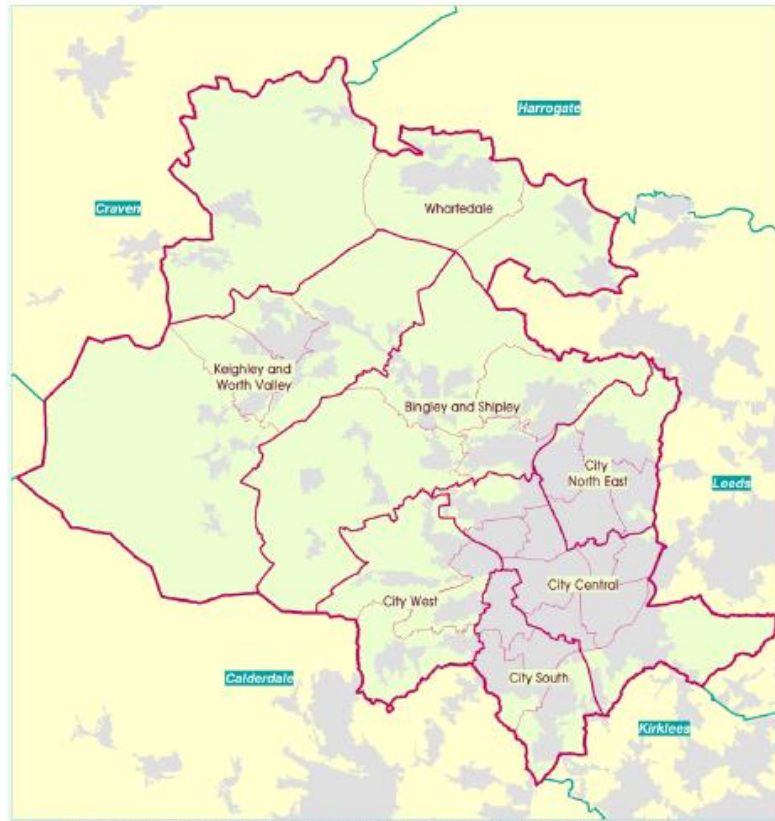 Harrogate
Craven
Wharfedale
Keighley and
Worth Valley
Bingley and Shipley
City
North East
Leeds
City Central
City West
Calderdale
City South
Kirklees